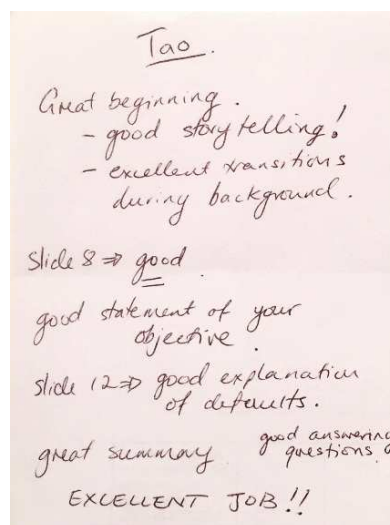 Tao.
Great beginning.
- good story telling!
- excellent transitions
during background.
Slide 8 ⇒ good.
good statement of your
objective.
slide 12 ⇒ good explanation
of defaults.
great summary
good answering
questions
EXCELLENT JOB!!